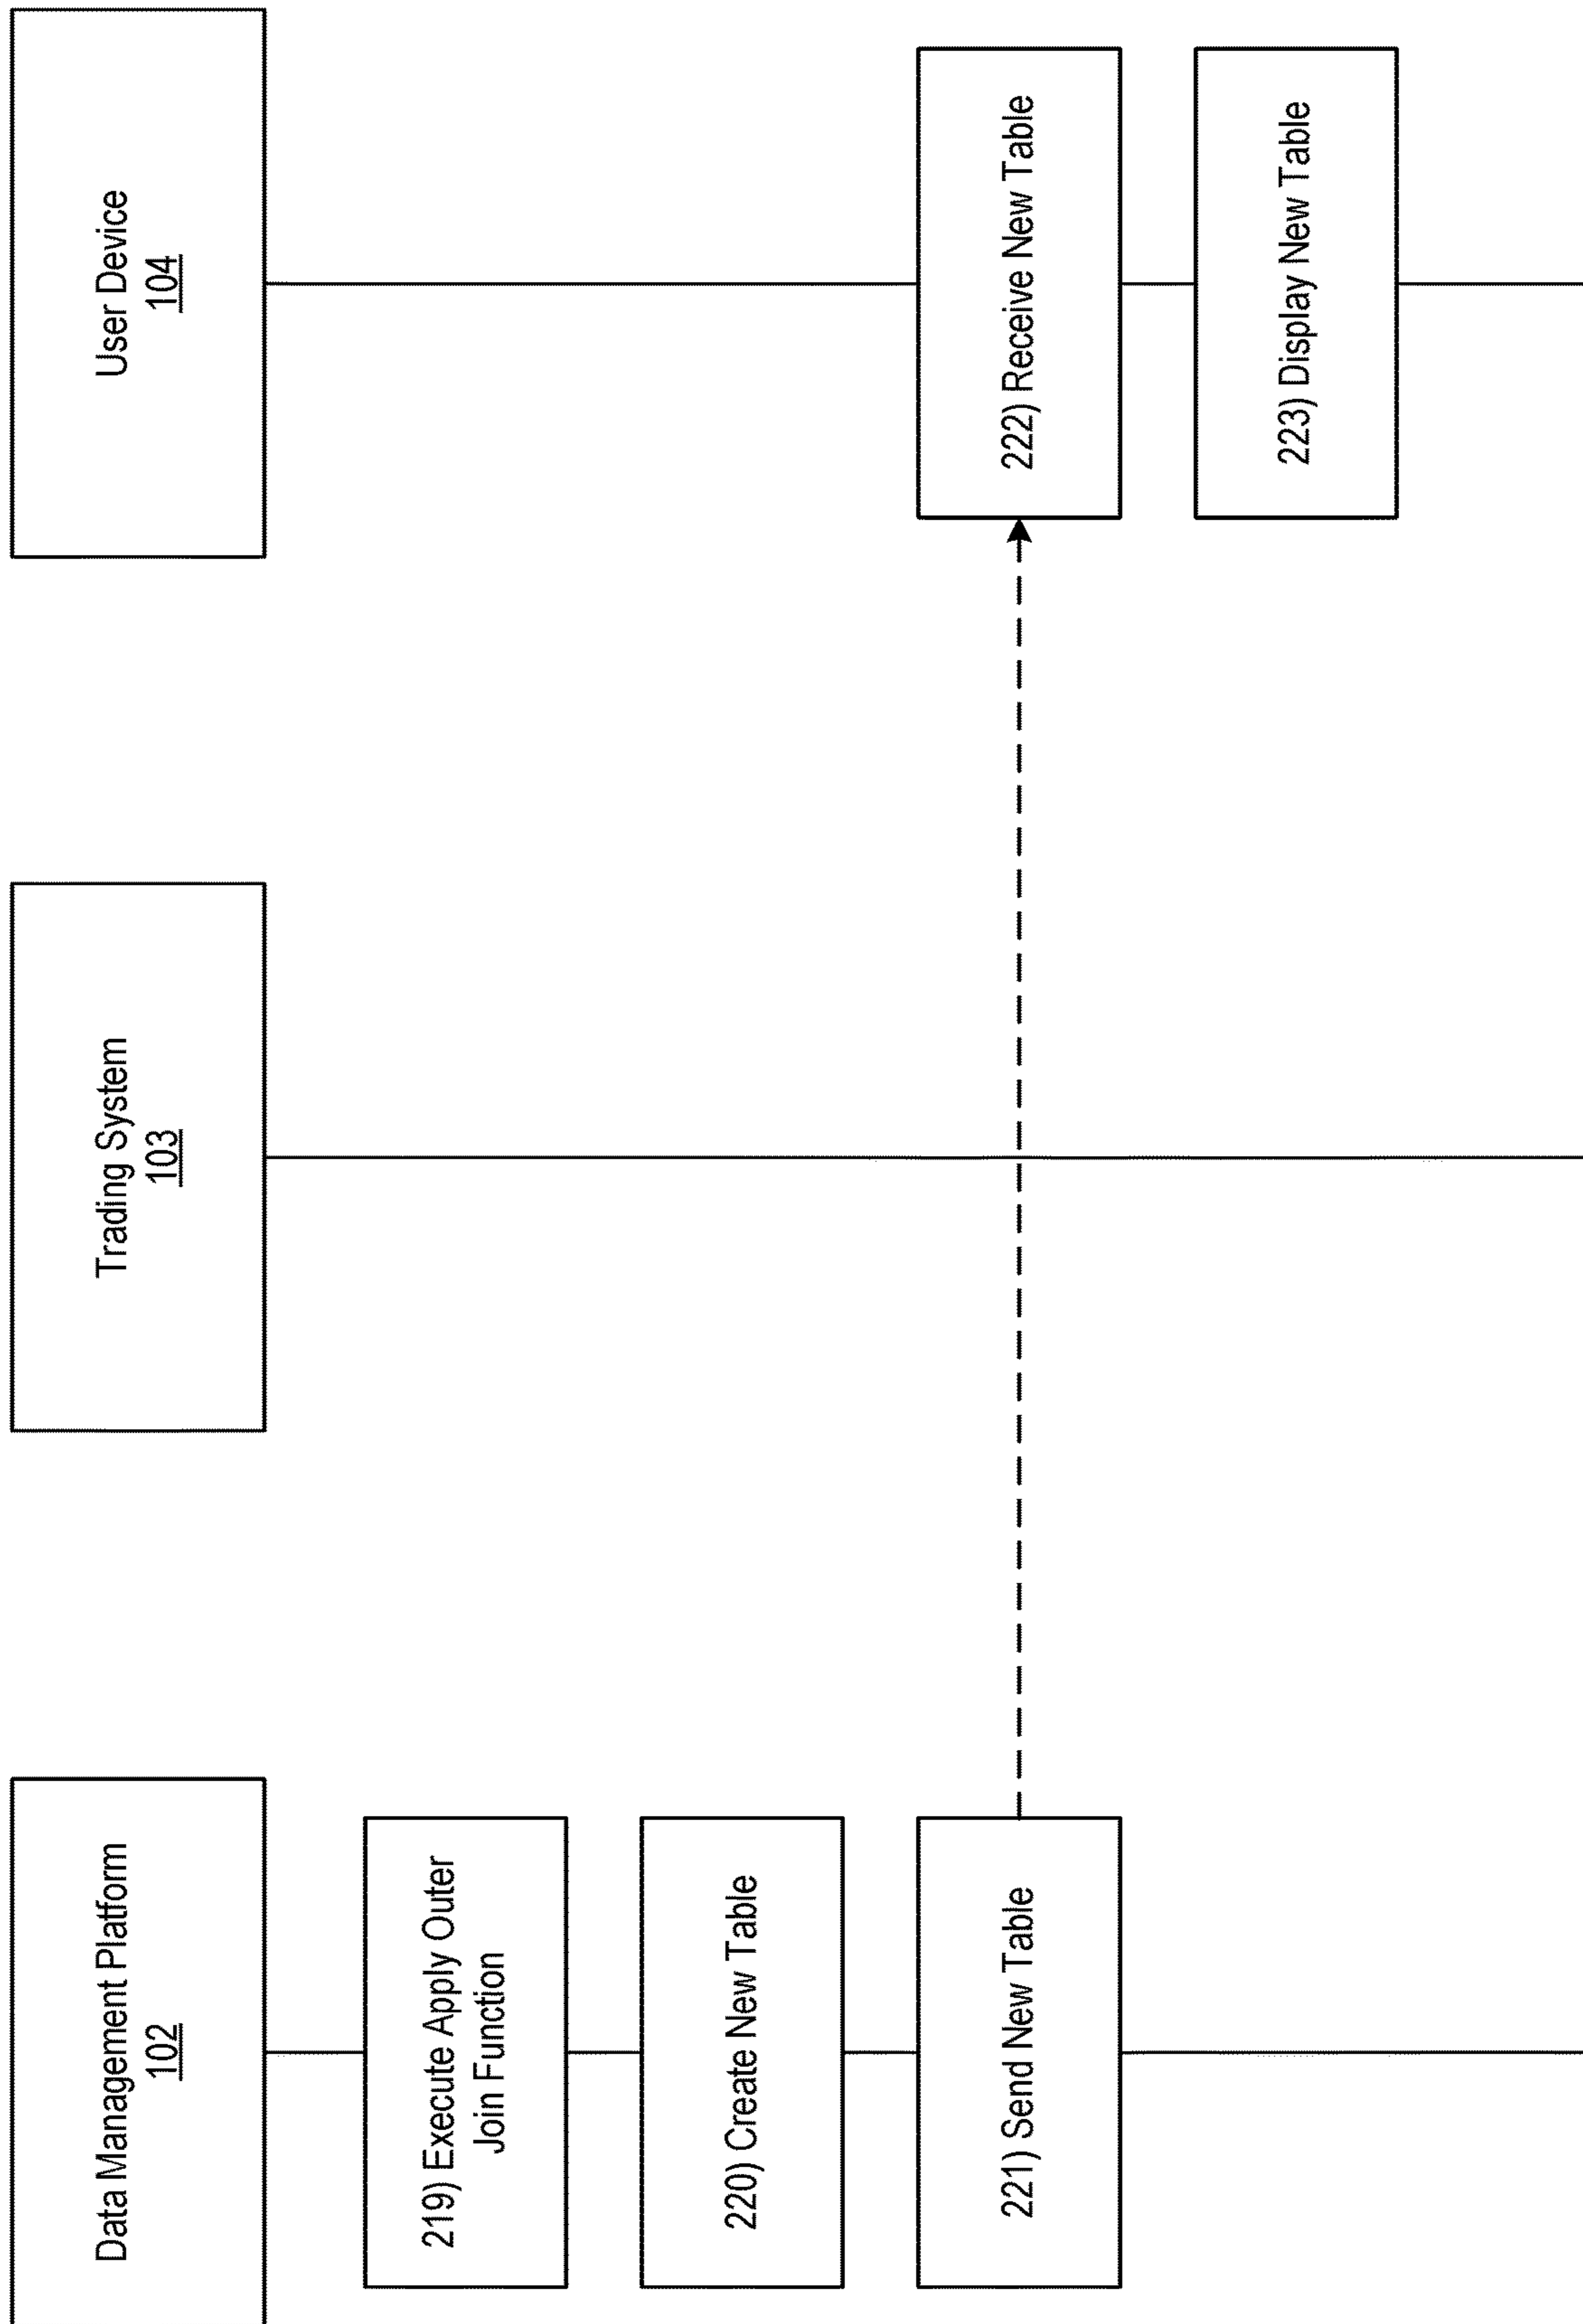 Data Management Platform
102
Trading System
103
User Device
104
219) Execute Apply Outer
Join Function
220) Create New Table
221) Send New Table
222) Receive New Table
223) Display New Table